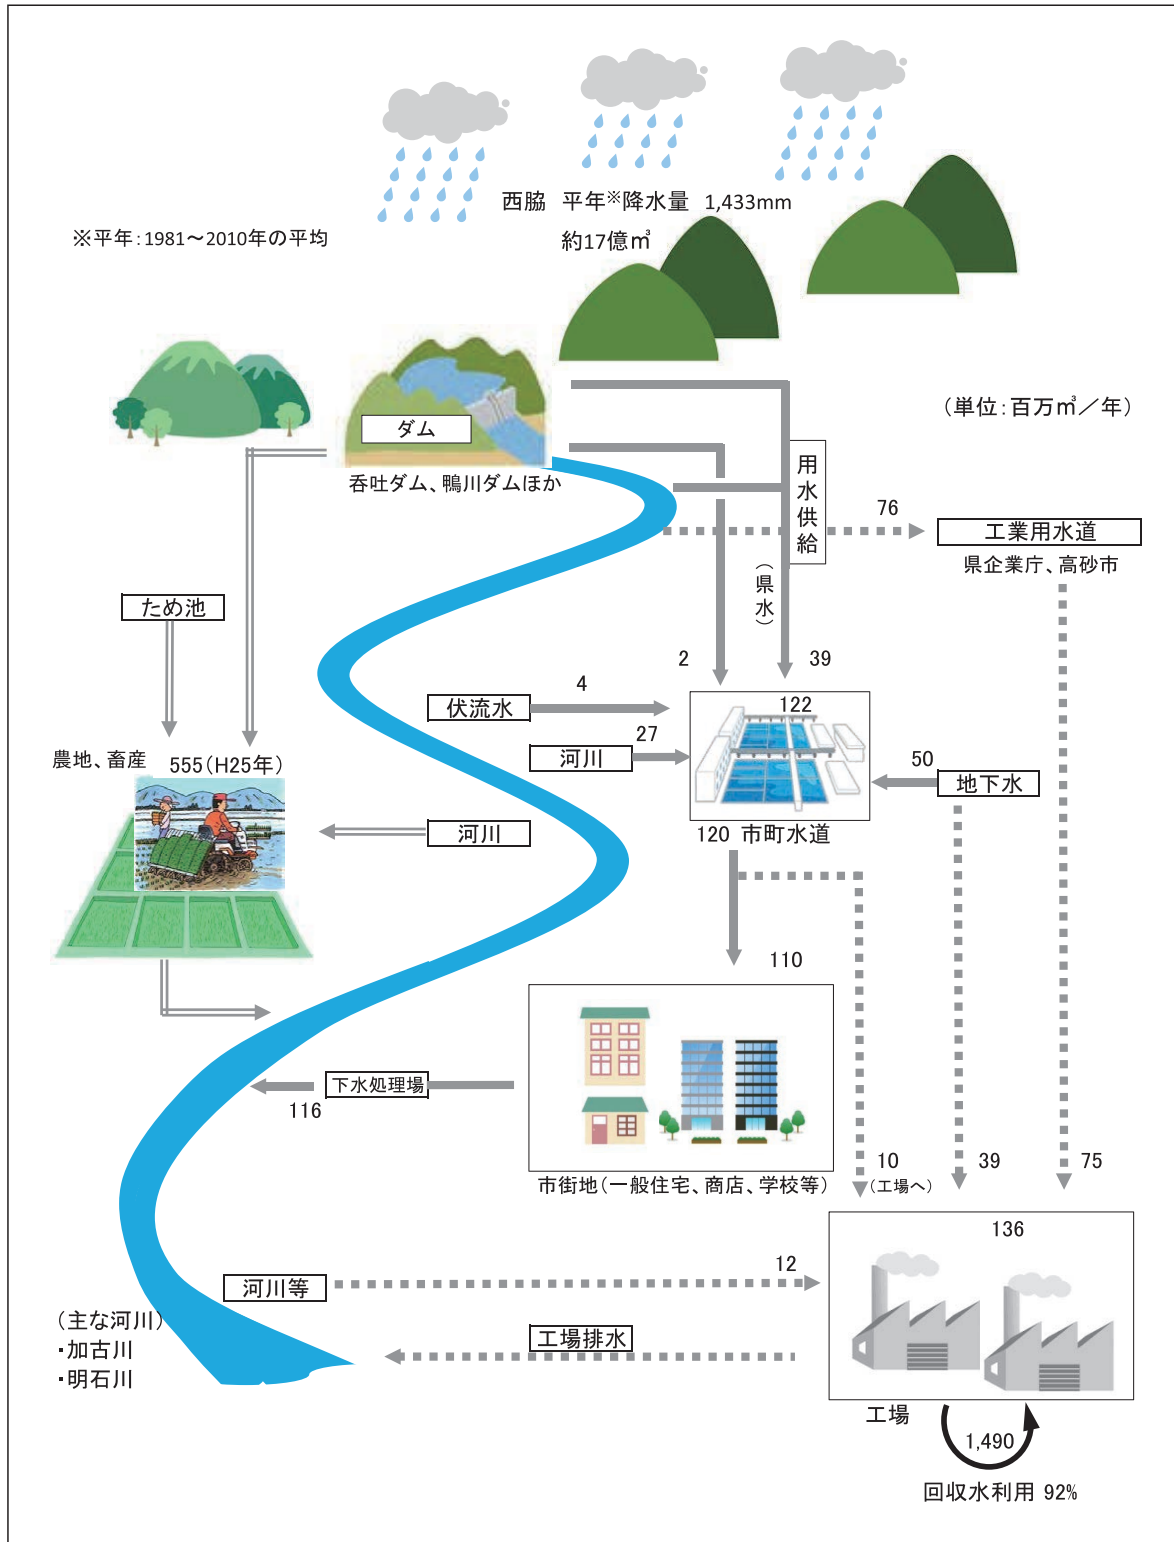 西脇　平年※降水量　1,433mm
約17億㎥
※平年：1981～2010年の平均
（単位：百万㎥／年）
ダム
呑吐ダム、鴨川ダムほか
用水供給
（県水）
76
工業用水道
県企業庁、高砂市
ため池
2
39
4
伏流水
122
27
河川
50
地下水
農地、畜産
555（H25年）
河川
120 市町水道
110
下水処理場
116
市街地（一般住宅、商店、学校等）
10
（工場へ）
39
75
136
12
河川等
（主な河川）
・加古川
・明石川
工場排水
工場
1,490
回収水利用 92%